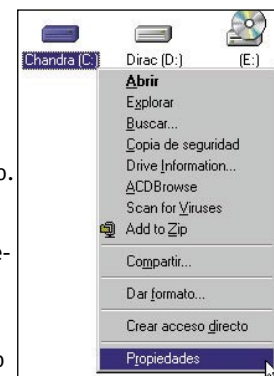 Chandra (C:)
Dirac (D:)
(E:)
Abrir
Explorar
Buscar...
Copia de seguridad
Drive Information...
ACDBrowse
Scan for Viruses
Add to Zip
Compartir...
Dar formato...
Crear acceso directo
Propiedades